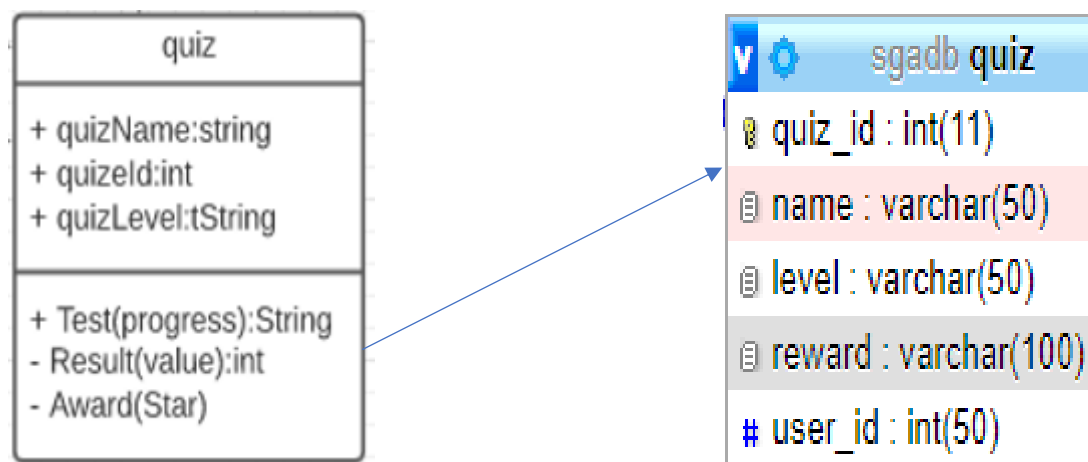 quiz
+ quizName:string
+ quizeId:int
+ quizLevel:tString
+ Test(progress):String
- Result(value):int
- Award(Star)
v sgadb quiz
quiz_id : int(11)
name : varchar(50)
level : varchar(50)
reward : varchar(100)
# user_id : int(50)